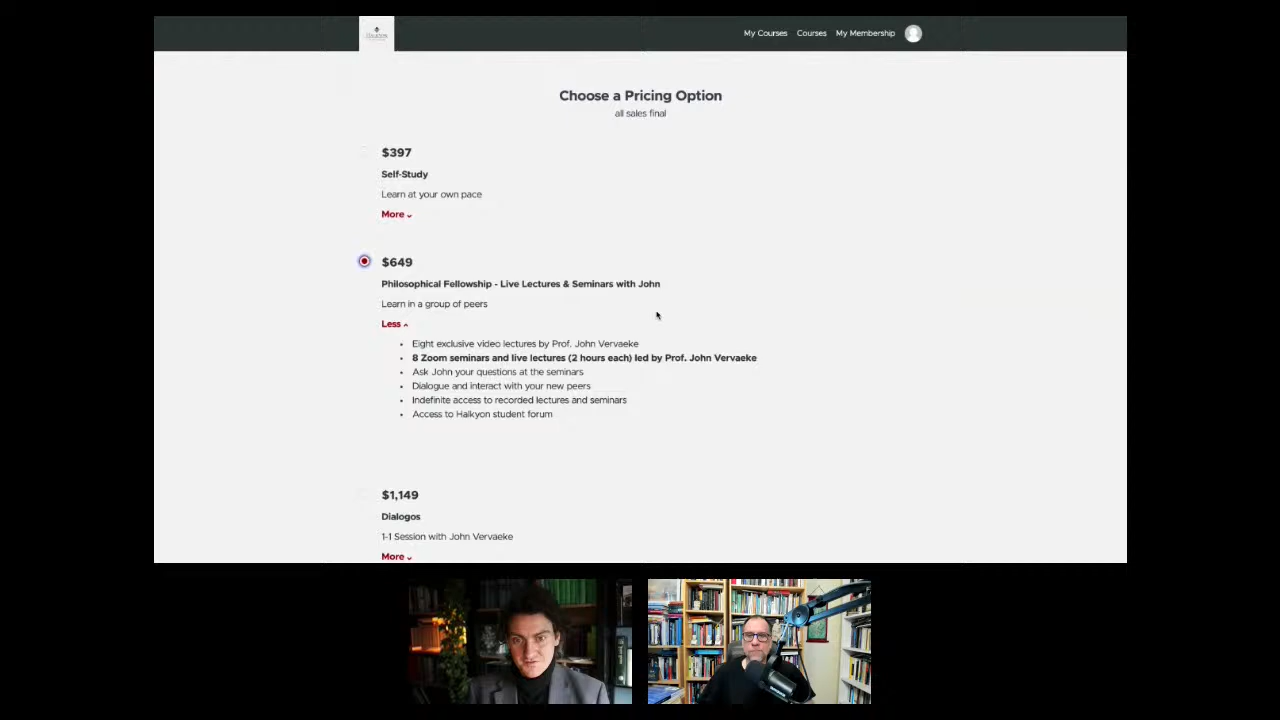 My Courses Courses My Membership
Choose a Pricing Option
all sales final
$397
Self-Study
Learn at your own pace
More
$649
Philosophical Fellowship - Live Lectures & Seminars with John
Learn in a group of peers
Less
• Eight exclusive video lectures by Prof. John Vervaeke
• 8 Zoom seminars and live lectures (2 hours each) led by Prof. John Vervaeke
• Ask John your questions at the seminars
• Dialogue and interact with your new peers
• Indefinite access to recorded lectures and seminars
• Access to Halkyon student forum
$1,149
Dialogos
1-1 Session with John Vervaeke
More